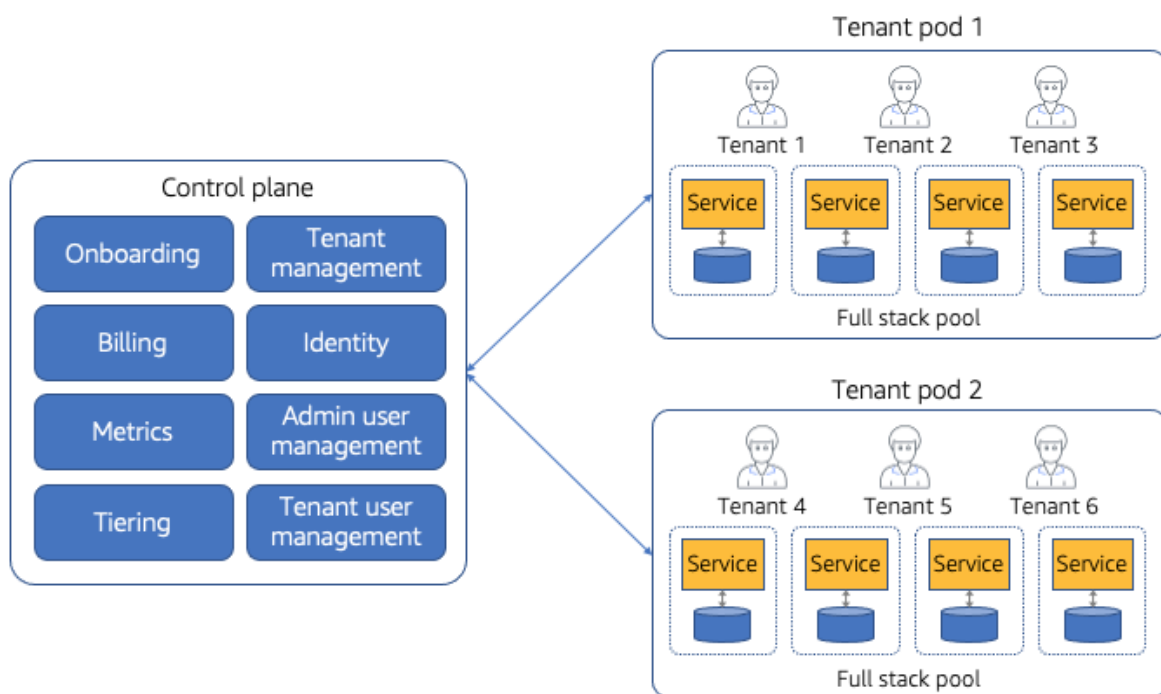 Control plane
Onboarding
Tenant
management
Billing
Identity
Metrics
Admin user
management
Tiering
Tenant user
management
Tenant pod 1
Tenant 1
Tenant 2
Tenant 3
Service
Service
Service
Service
Full stack pool
Tenant pod 2
Tenant 4
Tenant 5
Tenant 6
Service
Service
Service
Service
Full stack pool